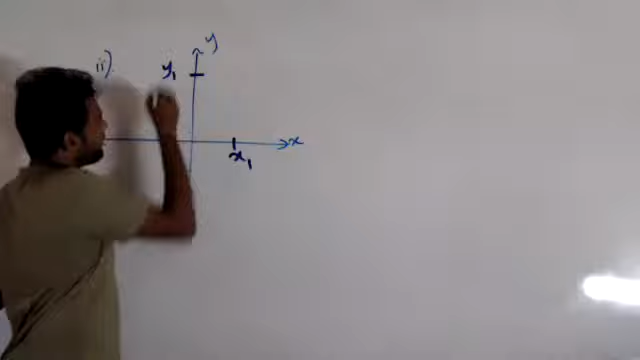 y
ii).
y₁
x
x₁